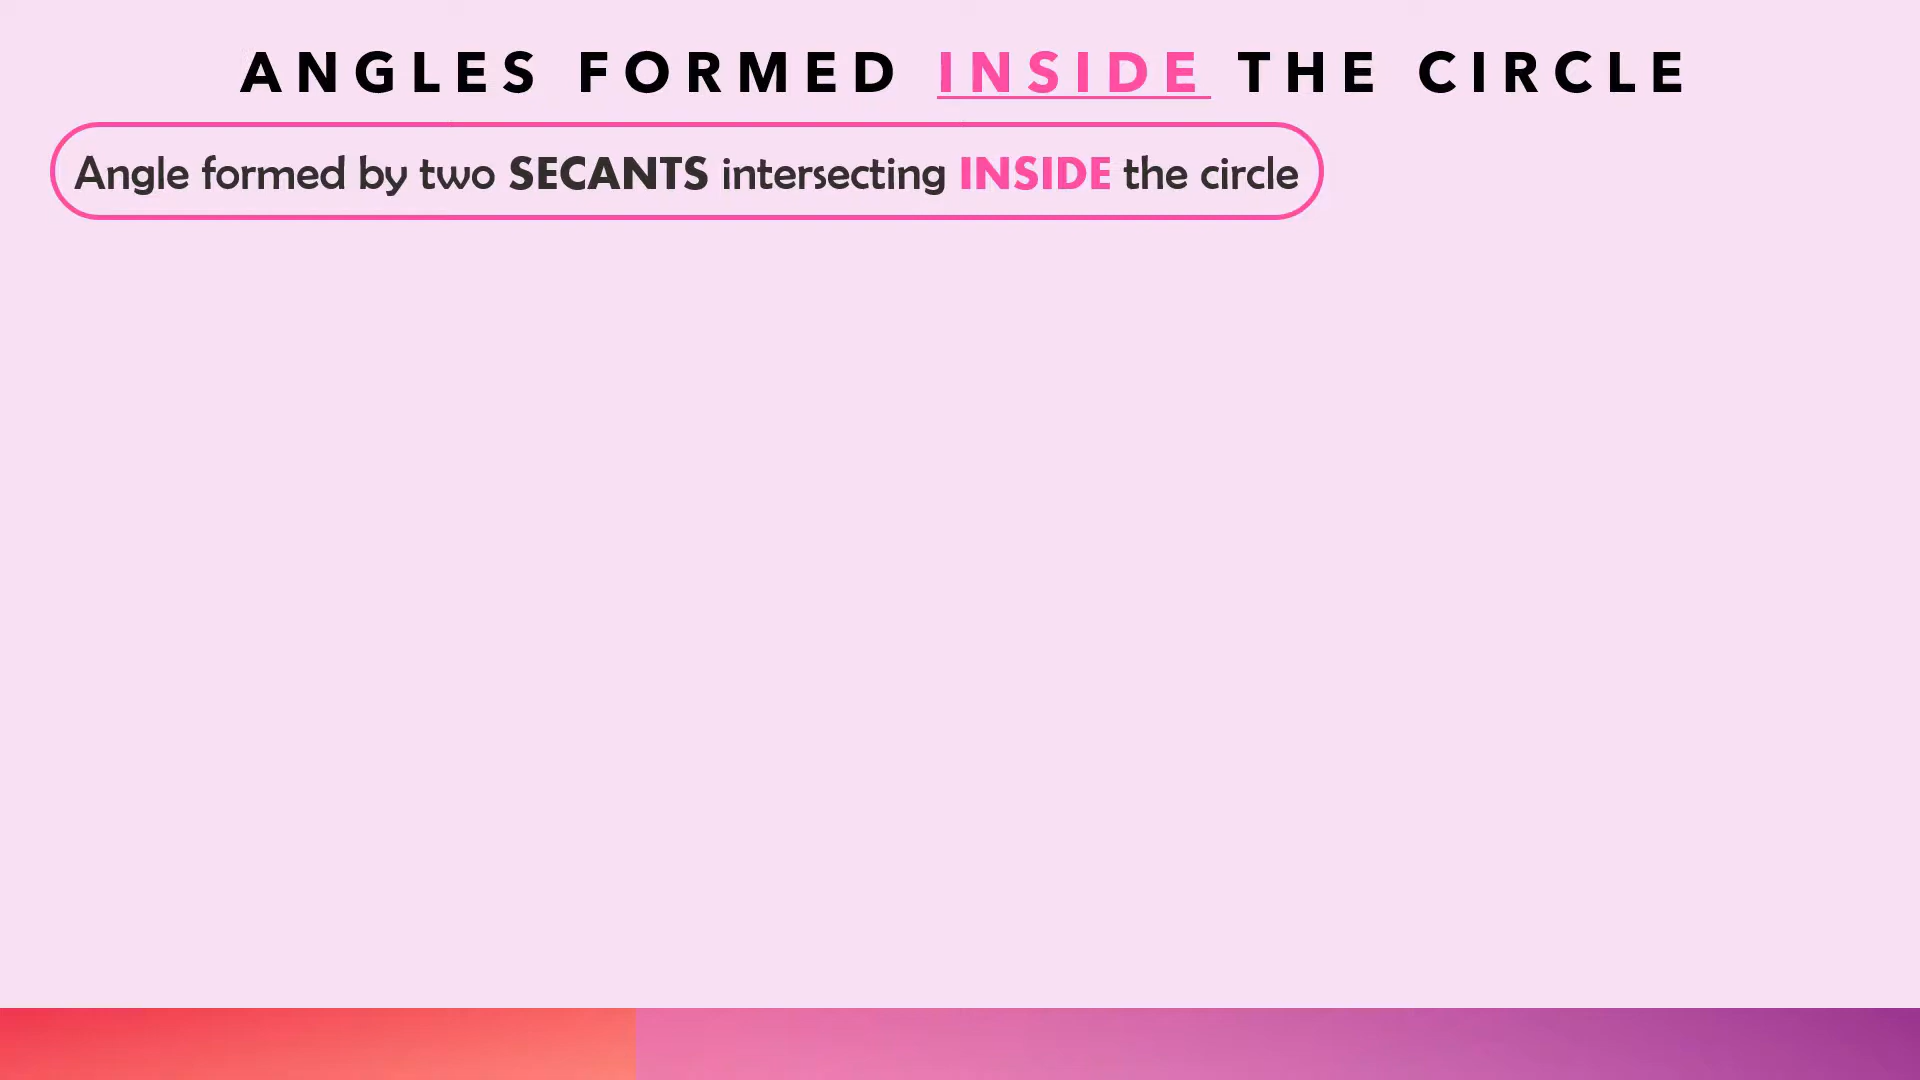 ANGLES FORMED INSIDE THE CIRCLE
Angle formed by two SECANTS intersecting INSIDE the circle